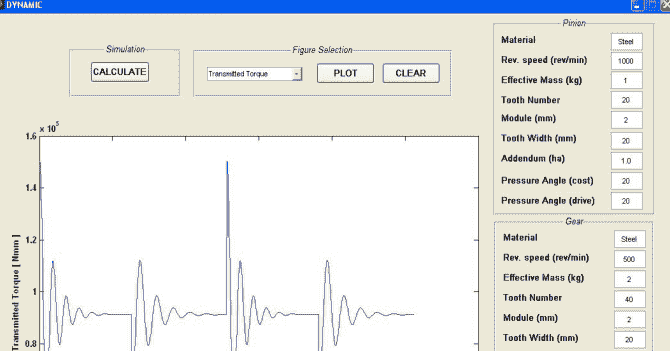 DYNAMIC
Simulation
CALCULATE
Figure Selection
Transmitted Torque
PLOT
CLEAR
1.6 x 10^5
1.4
1.2
1
0.8
Transmitted Torque [ Nmm ]
Pinion
Material Steel
Rev. speed (rev/min) 1000
Effective Mass (kg) 1
Tooth Number 20
Module (mm) 2
Tooth Width (mm) 20
Addendum (ha) 1.0
Pressure Angle (cost) 20
Pressure Angle (drive) 20
Gear
Material Steel
Rev. speed (rev/min) 500
Effective Mass (kg) 2
Tooth Number 40
Module (mm) 2
Tooth Width (mm) 20